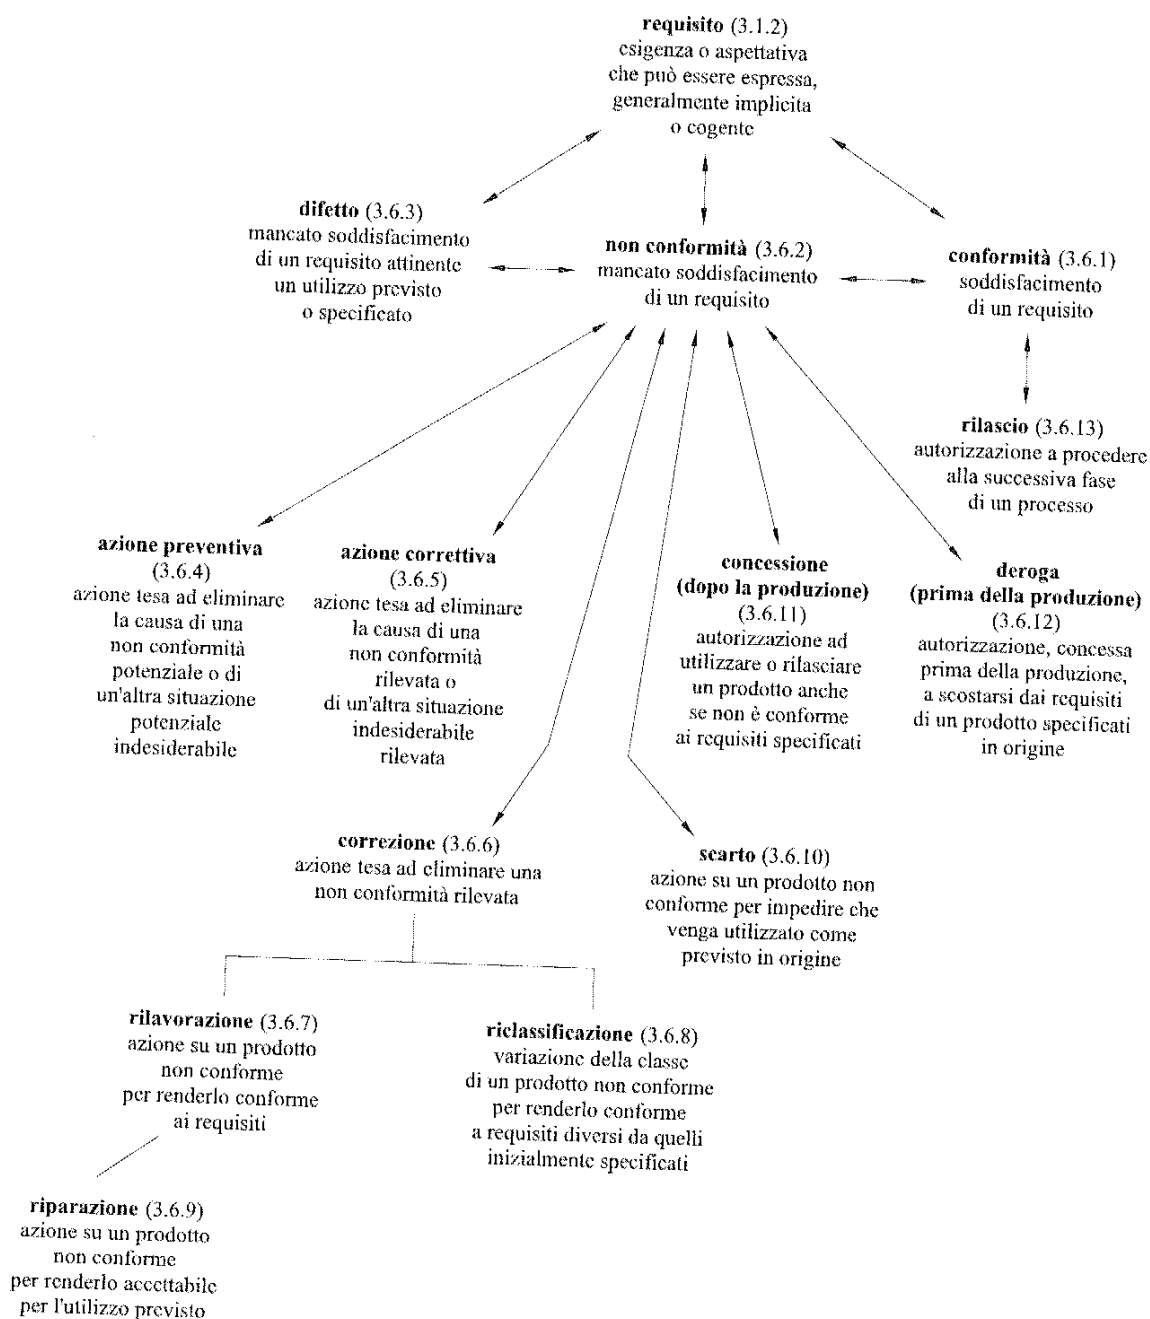 requisito (3.1.2)
esigenza o aspettativa
che può essere espressa,
generalmente implicita
o cogente
difetto (3.6.3)
mancato soddisfacimento
di un requisito attinente
un utilizzo previsto
o specificato
non conformità (3.6.2)
mancato soddisfacimento
di un requisito
conformità (3.6.1)
soddisfacimento
di un requisito
rilascio (3.6.13)
autorizzazione a procedere
alla successiva fase
di un processo
azione preventiva
(3.6.4)
azione tesa ad eliminare
la causa di una
non conformità
potenziale o di
un'altra situazione
potenziale
indesiderabile
azione correttiva
(3.6.5)
azione tesa ad eliminare
la causa di una
non conformità
rilevata o
di un'altra situazione
indesiderabile
rilevata
concessione
(dopo la produzione)
(3.6.11)
autorizzazione ad
utilizzare o rilasciare
un prodotto anche
se non è conforme
ai requisiti specificati
deroga
(prima della produzione)
(3.6.12)
autorizzazione, concessa
prima della produzione,
a scostarsi dai requisiti
di un prodotto specificati
in origine
correzione (3.6.6)
azione tesa ad eliminare una
non conformità rilevata
scarto (3.6.10)
azione su un prodotto non
conforme per impedire che
venga utilizzato come
previsto in origine
rilavorazione (3.6.7)
azione su un prodotto
non conforme
per renderlo conforme
ai requisiti
riclassificazione (3.6.8)
variazione della classe
di un prodotto non conforme
per renderlo conforme
a requisiti diversi da quelli
inizialmente specificati
riparazione (3.6.9)
azione su un prodotto
non conforme
per renderlo accettabile
per l'utilizzo previsto